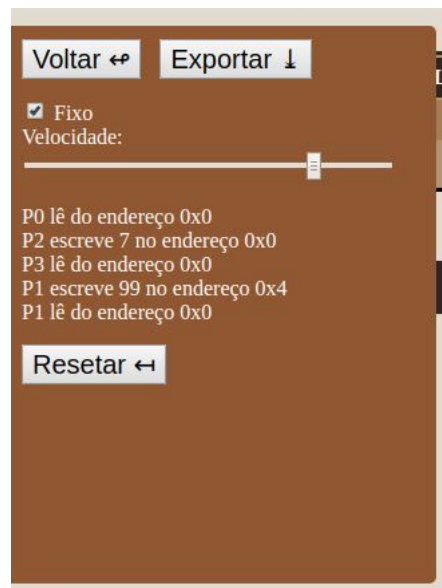 Voltar ↫ Exportar ⤓
Fixo
Velocidade:
P0 lê do endereço 0x0
P2 escreve 7 no endereço 0x0
P3 lê do endereço 0x0
P1 escreve 99 no endereço 0x4
P1 lê do endereço 0x0
Resetar ↤